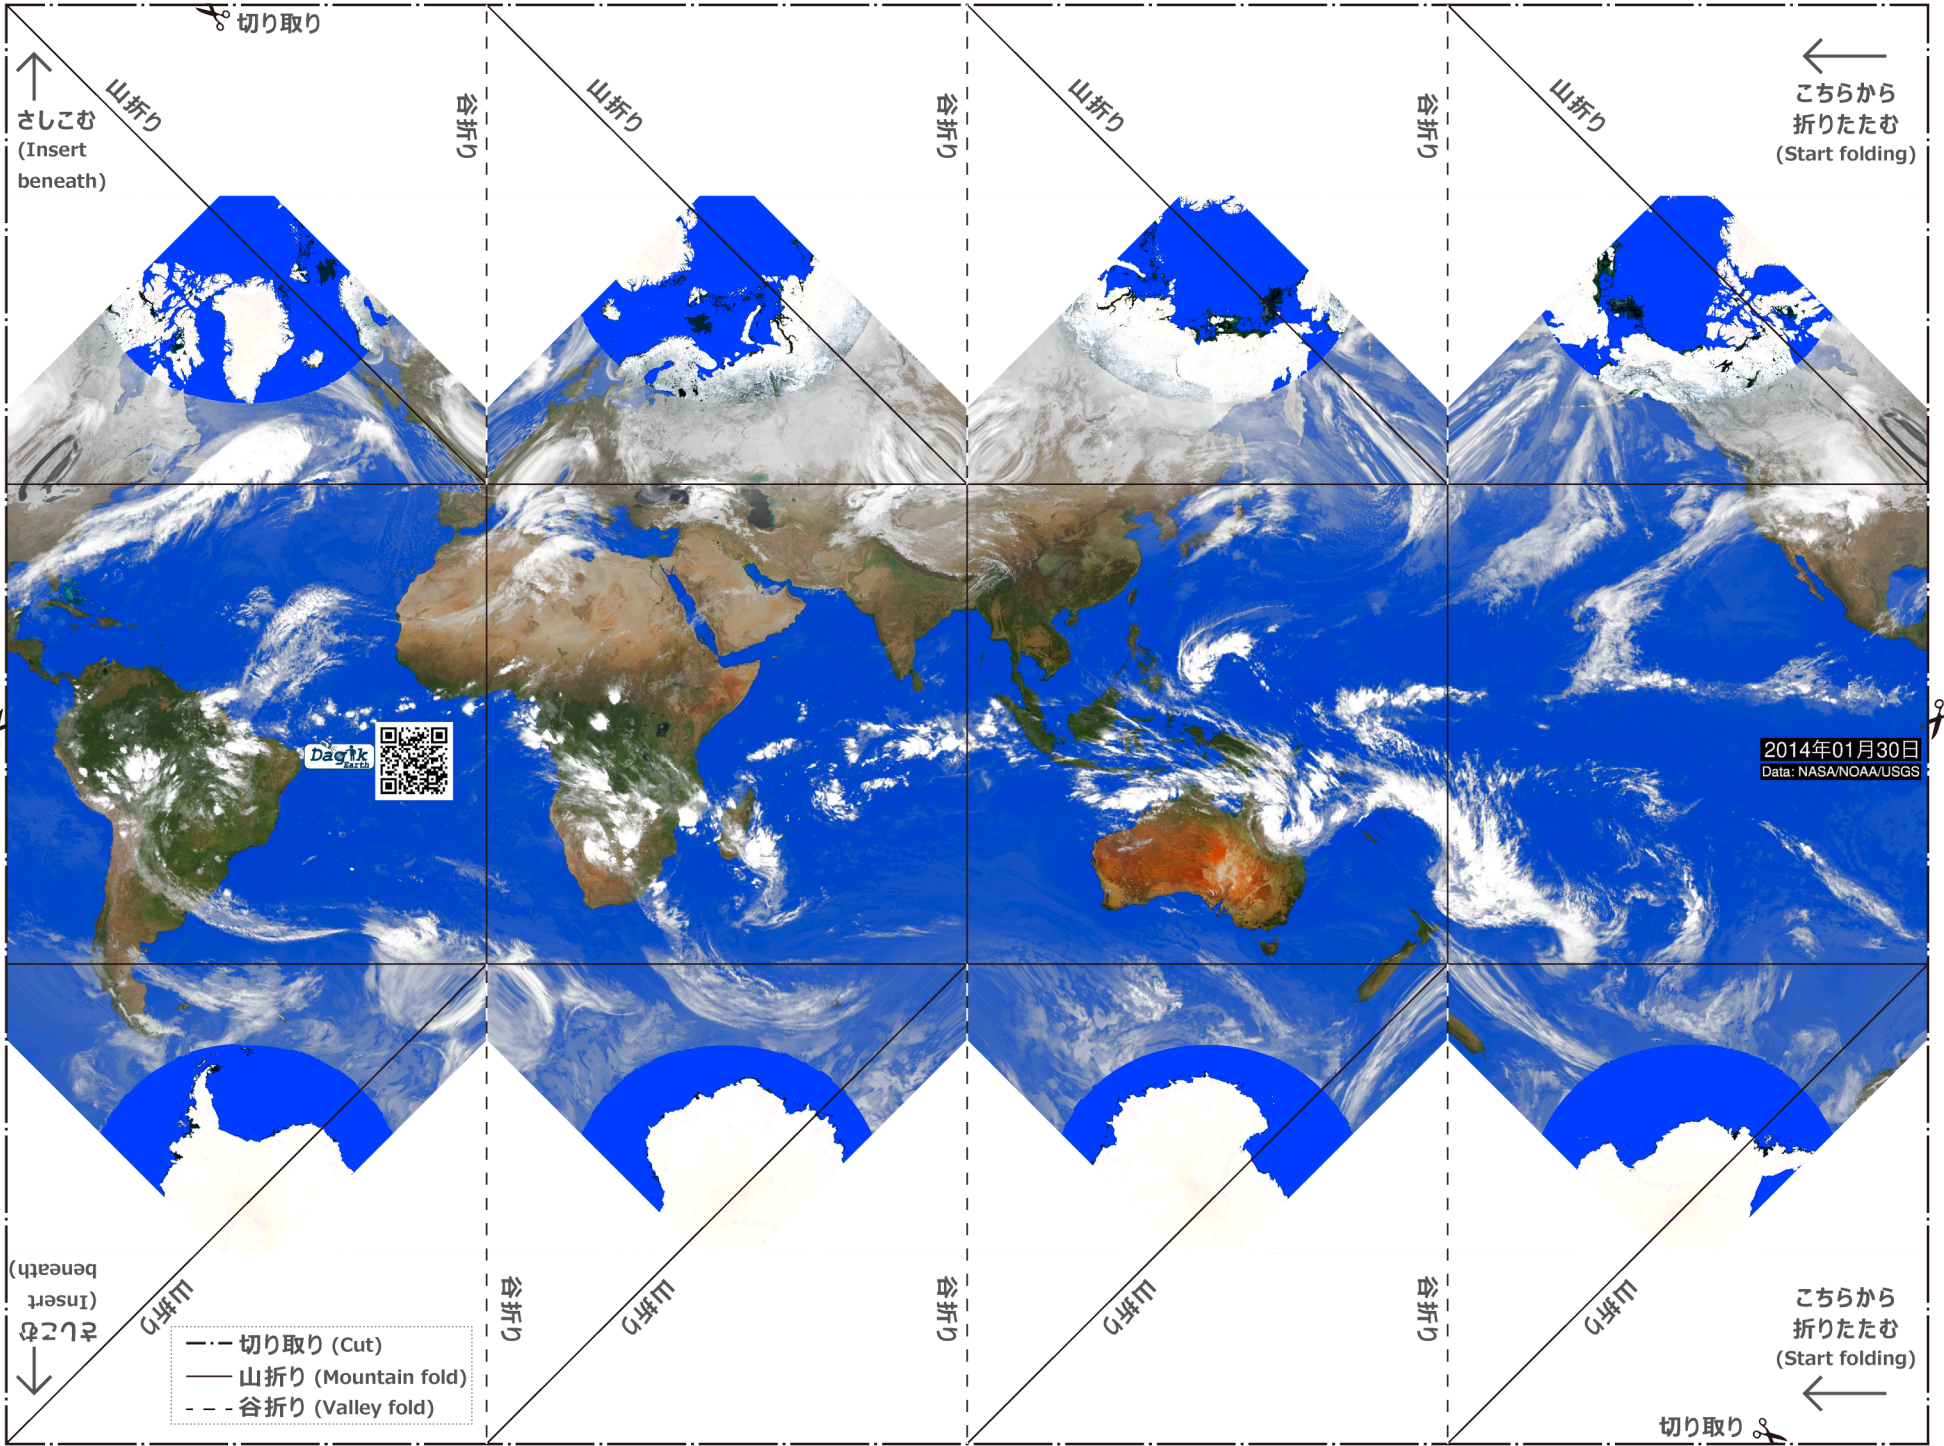 切り取り
山折り
谷折り
山折り
谷折り
山折り
谷折り
山折り
さしこむ
(Insert
beneath)
こちらから
折りたたむ
(Start folding)
Dagik
Earth
2014年01月30日
Data: NASA/NOAA/USGS
さしこむ
(Insert
beneath)
山折り
谷折り
山折り
谷折り
山折り
谷折り
山折り
こちらから
折りたたむ
(Start folding)
切り取り (Cut)
山折り (Mountain fold)
谷折り (Valley fold)
切り取り